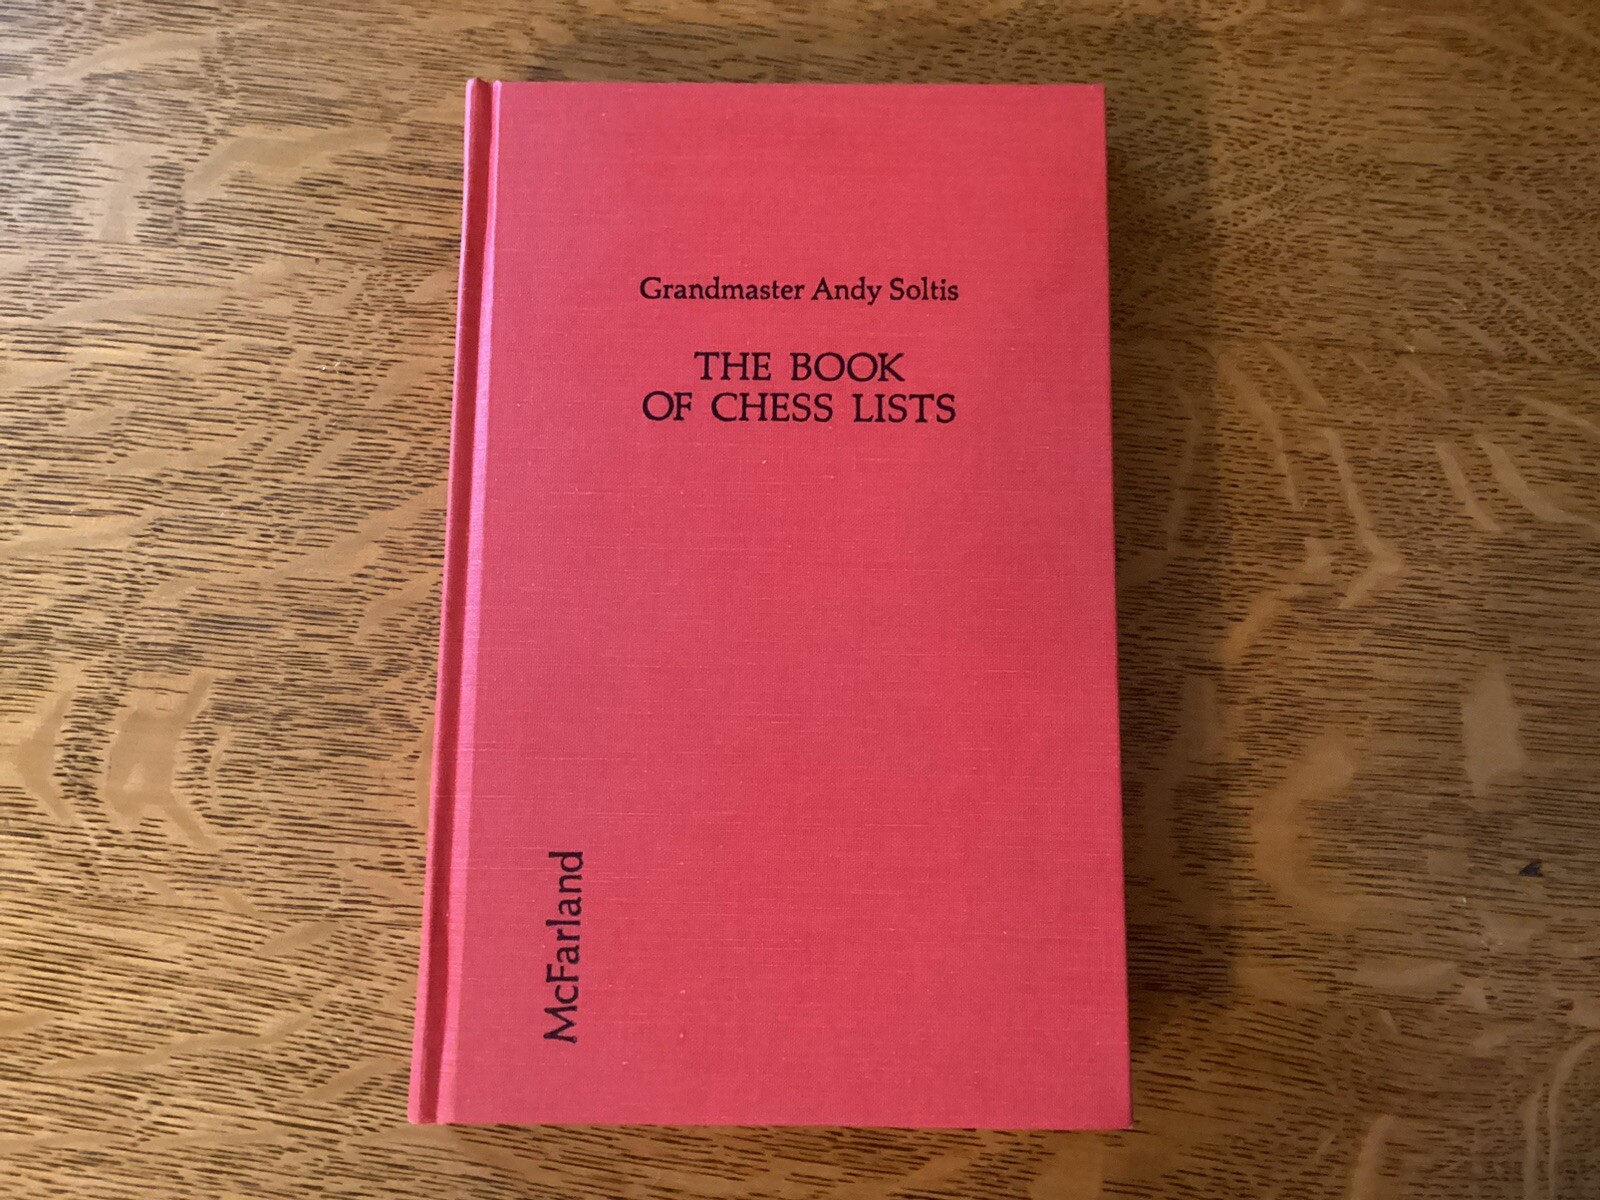 Grandmaster Andy Soltis
THE BOOK
OF CHESS LISTS
McFarland